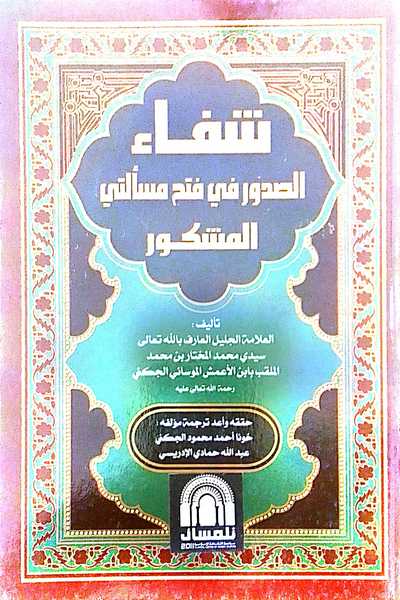 شفاء
الصدور في فتح مسألتي
المشكور
تأليف:
العلامة الجليل العارف بالله تعالى
سيدي محمد المختار بن محمد
الملقب بابن الأعمش الموساني الجكني
رحمة الله تعالى عليه
حققه وأعد ترجمة مؤلفه:
خونا أحمد محمود الجكني
عبد الله حمادي الإدريسي
تلمسان
2011